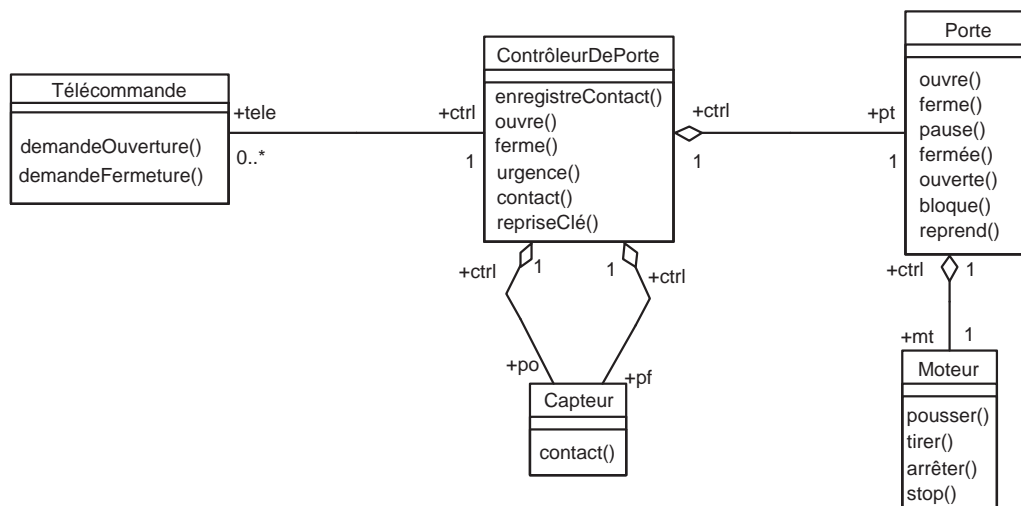 Télécommande
demandeOuverture()
demandeFermeture()
+tele
0..*
+ctrl
1
ContrôleurDePorte
enregistreContact()
ouvre()
ferme()
urgence()
contact()
repriseClé()
+ctrl
1
+pt
1
Porte
ouvre()
ferme()
pause()
fermée()
ouverte()
bloque()
reprend()
+ctrl
1
1
+ctrl
+po
+pf
Capteur
contact()
+ctrl
1
+mt
1
Moteur
pousser()
tirer()
arrêter()
stop()